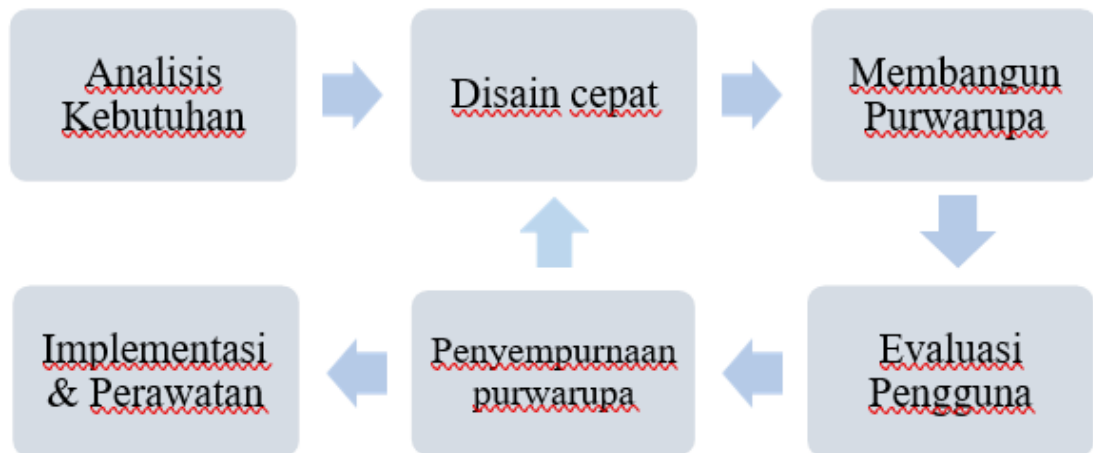 Analisis
Kebutuhan
Disain cepat
Membangun
Purwarupa
Evaluasi
Pengguna
Penyempurnaan
purwarupa
Implementasi
& Perawatan